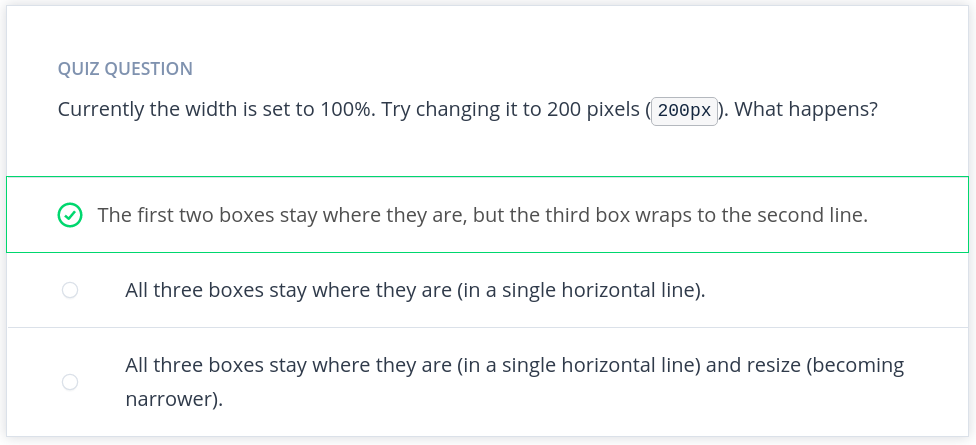 QUIZ QUESTION
Currently the width is set to 100%. Try changing it to 200 pixels (200px). What happens?
The first two boxes stay where they are, but the third box wraps to the second line.
All three boxes stay where they are (in a single horizontal line).
All three boxes stay where they are (in a single horizontal line) and resize (becoming
narrower).